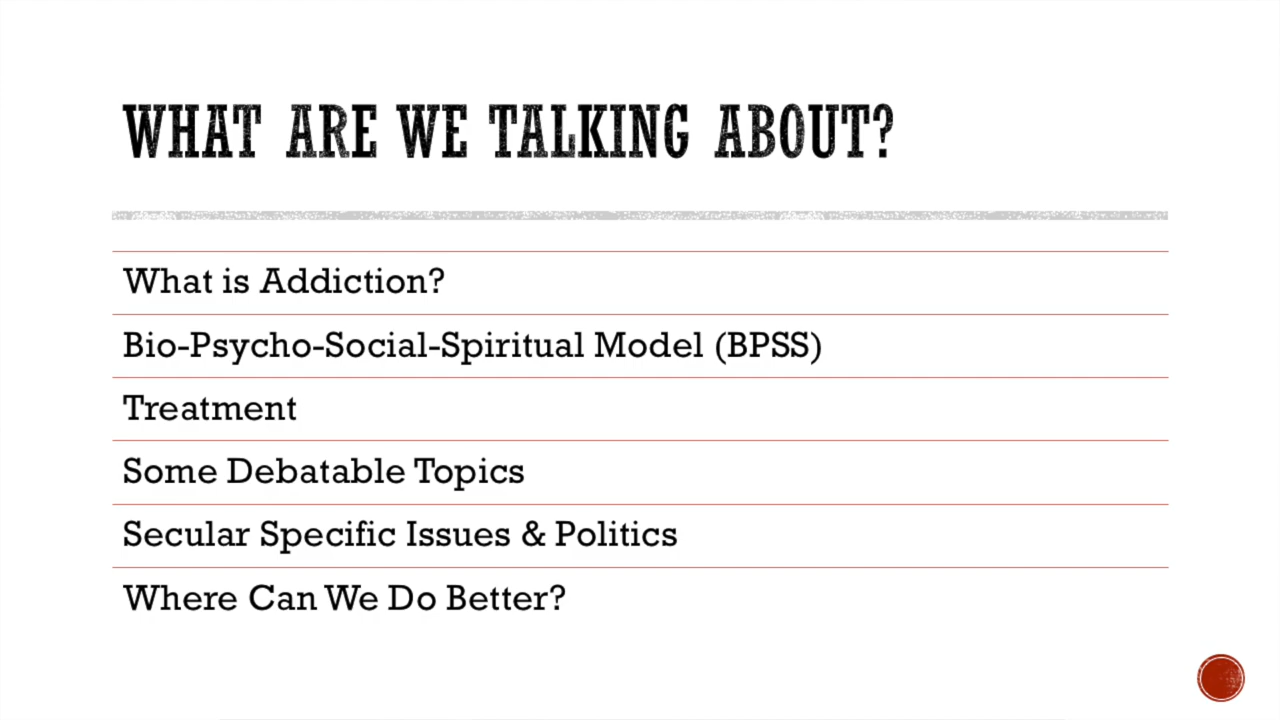 WHAT ARE WE TALKING ABOUT?
What is Addiction?
Bio-Psycho-Social-Spiritual Model (BPSS)
Treatment
Some Debatable Topics
Secular Specific Issues & Politics
Where Can We Do Better?